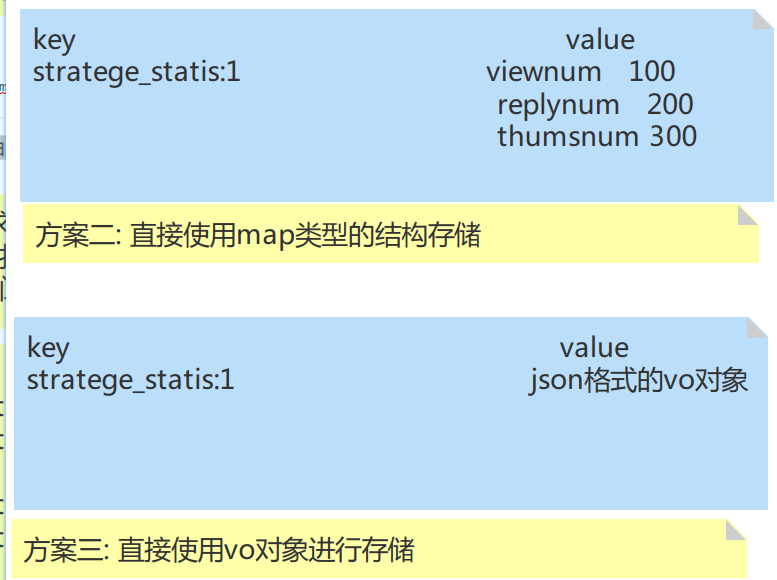 key value
stratege_statis:1 viewnum 100
replynum 200
thumsnum 300
方案二: 直接使用map类型的结构存储
key value
stratege_statis:1 json格式的vo对象
方案三: 直接使用vo对象进行存储